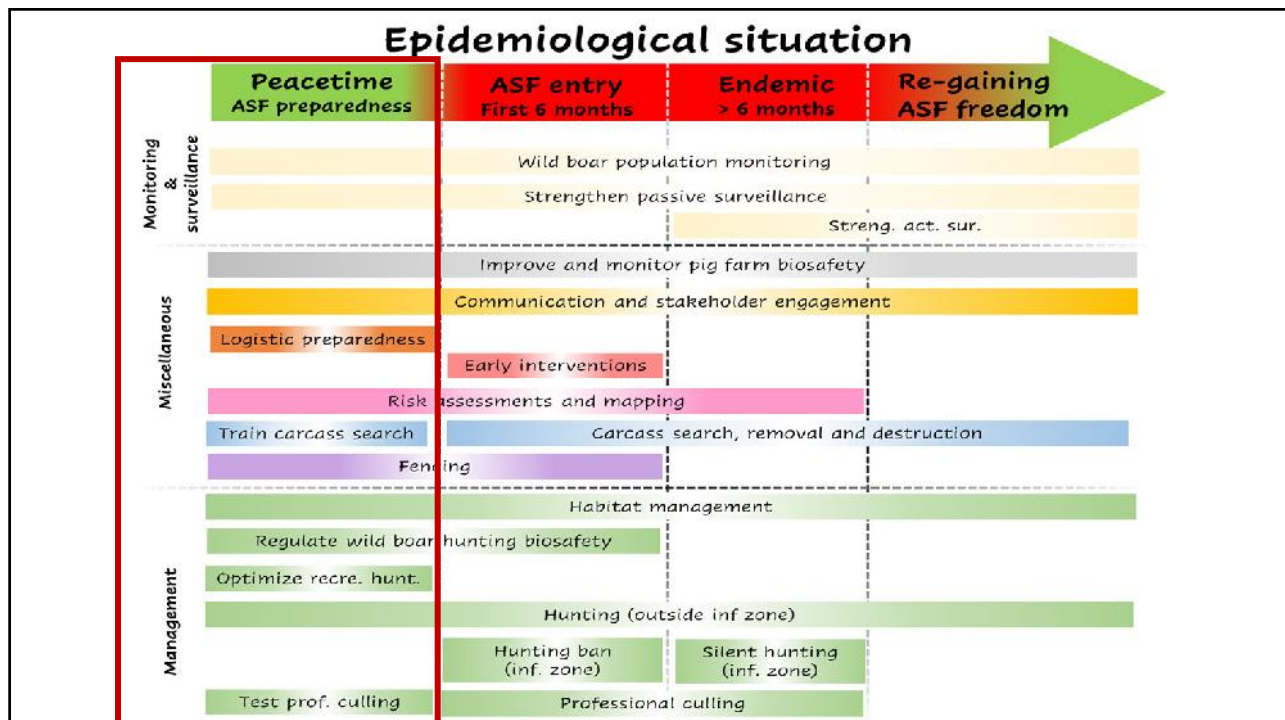 Epidemiological situation
Peacetime
ASF preparedness
ASF entry
First 6 months
Endemic
> 6 months
Re-gaining
ASF freedom
Monitoring
&
surveillance
Wild boar population monitoring
Strengthen passive surveillance
Streng. act. sur.
Miscellaneous
Improve and monitor pig farm biosafety
Communication and stakeholder engagement
Logistic preparedness
Early interventions
Risk assessments and mapping
Train carcass search
Carcass search, removal and destruction
Fencing
Management
Habitat management
Regulate wild boar hunting biosafety
Optimize recre. hunt.
Hunting (outside inf zone)
Hunting ban
(inf. zone)
Silent hunting
(inf. zone)
Test prof. culling
Professional culling